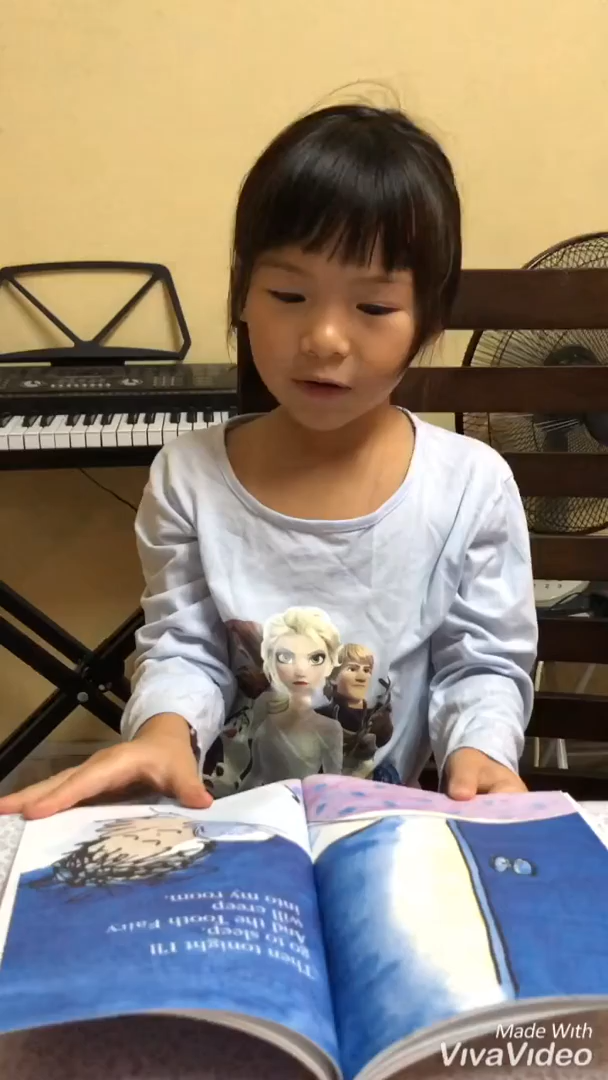 Then tonight I'll
go to sleep.
And the Tooth Fairy
will creep
into my room.
Made With
VivaVideo